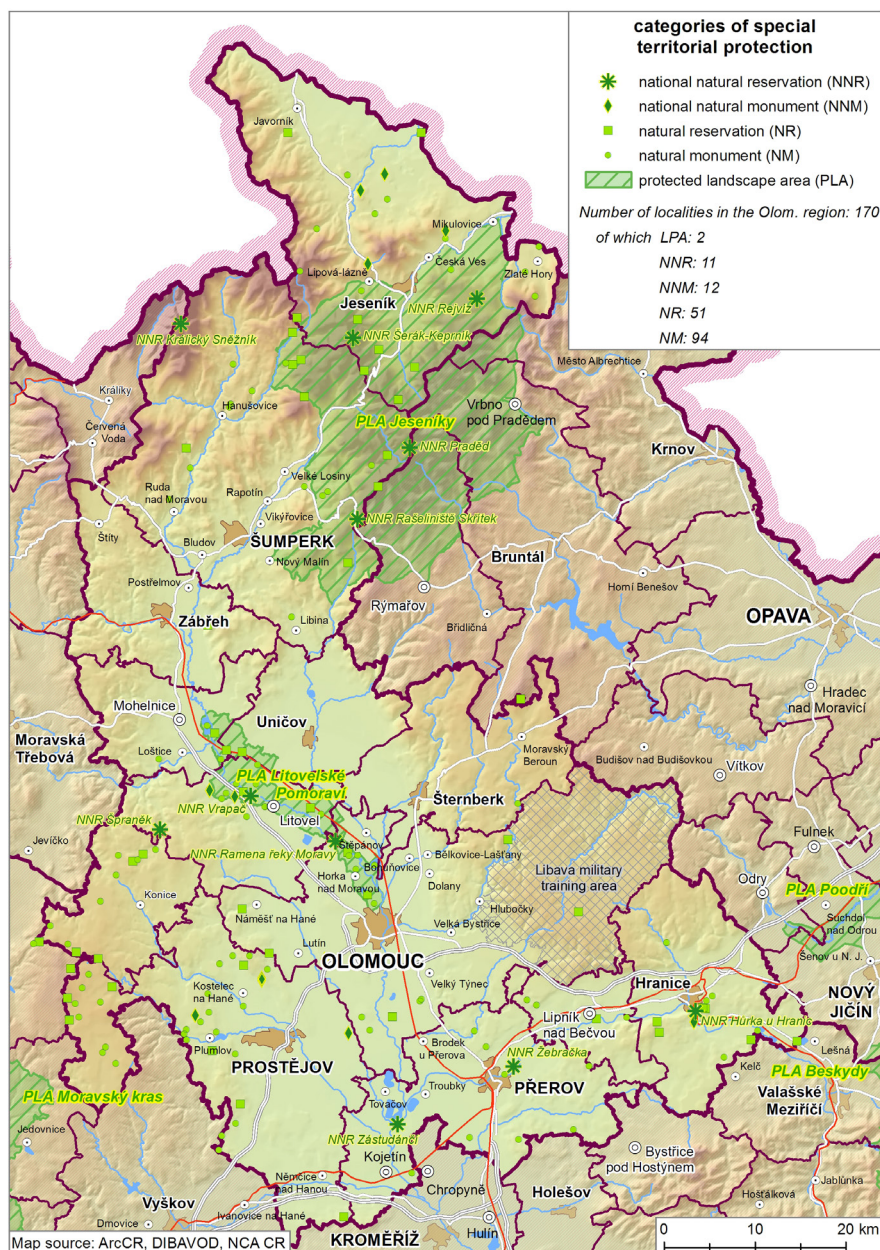 categories of special
territorial protection
national natural reservation (NNR)
national natural monument (NNM)
natural reservation (NR)
natural monument (NM)
protected landscape area (PLA)
Number of localities in the Olom. region: 170
of which LPA: 2
NNR: 11
NNM: 12
NR: 51
NM: 94
Javorník
Mikulovice
Česká Ves
Zlaté Hory
Lipová-lázně
Jeseník
NNR Rejvíz
NNR Králický Sněžník
NNR Šerák-Keprník
Město Albrechtice
Králíky
Hanušovice
Vrbno
pod Pradědem
Červená
Voda
PLA Jeseníky
NNR Praděd
Krnov
Velké Losiny
Ruda
nad Moravou
Rapotín
Štíty
Vikýřovice
NNR Rašeliniště Skřítek
Bludov
ŠUMPERK
Bruntál
Nový Malín
Postřelmov
Horní Benešov
Rýmařov
Zábřeh
Libina
Břidličná
OPAVA
Mohelnice
Uničov
Hradec
nad Moravicí
Moravská
Třebová
Loštice
Moravský
Beroun
Budišov nad Budišovkou
Vítkov
PLA Litovelské
Pomoraví
NNR Vrapač
Šternberk
Litovel
NNR Špraněk
Štěpánov
NNR Ramena řeky Moravy
Jevíčko
Fulnek
Bohuňovice
Bělkovice-Lašťany
Libava military
training area
Horka
nad Moravou
Dolany
Odry
PLA Poodří
Konice
Hlubočky
Suchdol
nad Odrou
Náměšť na Hané
Velká Bystřice
Lutín
OLOMOUC
Šenov u N. J.
Velký Týnec
Hranice
NOVÝ
JIČÍN
Kostelec
na Hané
Lipník
nad Bečvou
NNR Hůrka u Hranic
Plumlov
PROSTĚJOV
Brodek
u Přerova
NNR Žebračka
Lešná
PLA Beskydy
PLA Moravský kras
PŘEROV
Kelč
Troubky
Tovačov
Valašské
Meziříčí
NNR Zástudánčí
Jedovnice
Kojetín
Bystřice
pod Hostýnem
Němčice
nad Hanou
Chropyně
Holešov
Jablůnka
Vyškov
Ivanovice na Hané
Hošťálková
Drnovice
Hulín
KROMĚŘÍŽ
Map source: ArcCR, DIBAVOD, NCA CR
0 10 20 km